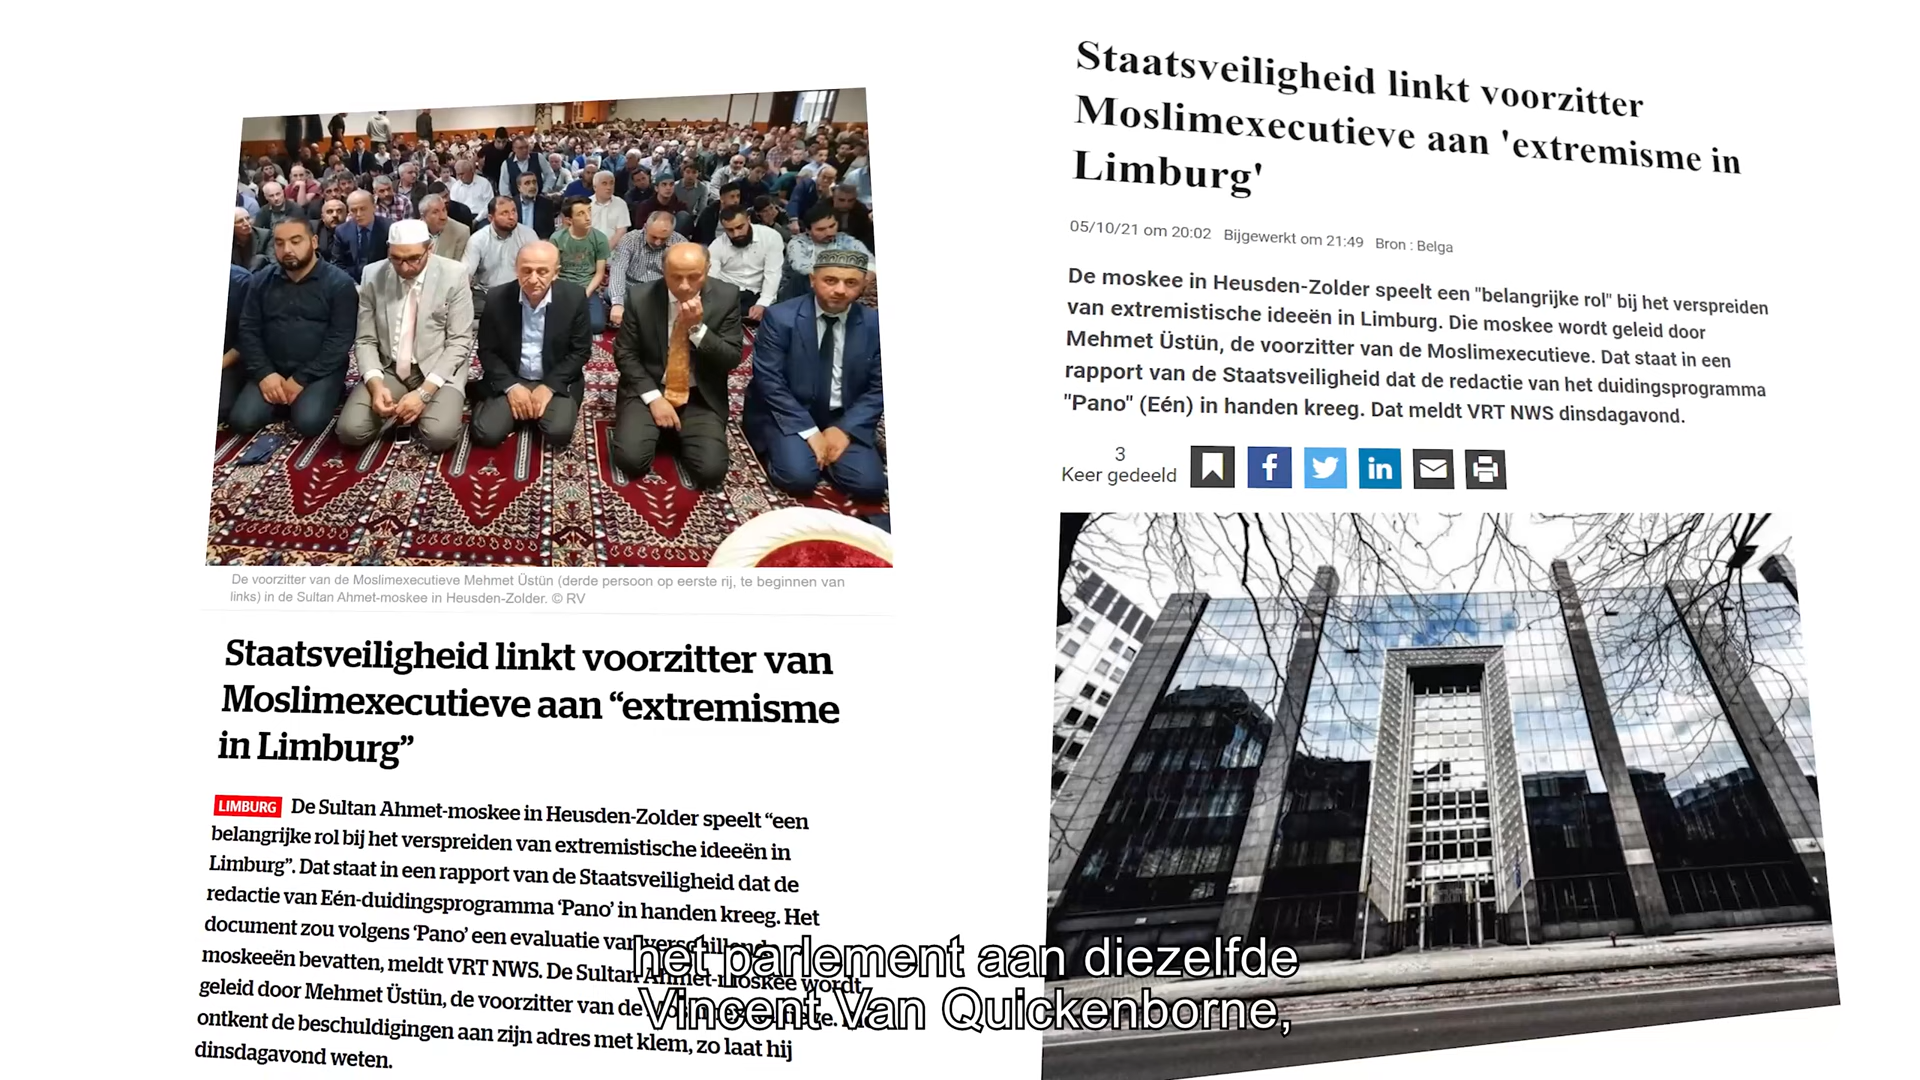 De voorzitter van de Moslimexecutieve Mehmet Üstün (derde persoon op eerste rij, te beginnen van
links) in de Sultan Ahmet-moskee in Heusden-Zolder. © RV
Staatsveiligheid linkt voorzitter van
Moslimexecutieve aan “extremisme
in Limburg”
LIMBURG De Sultan Ahmet-moskee in Heusden-Zolder speelt “een
belangrijke rol bij het verspreiden van extremistische ideeën in
Limburg”. Dat staat in een rapport van de Staatsveiligheid dat de
redactie van Eén-duidingsprogramma ‘Pano’ in handen kreeg. Het
document zou volgens ‘Pano’ een evaluatie van verschillende
moskeeën bevatten, meldt VRT NWS. De Sultan Ahmet-moskee wordt
geleid door Mehmet Üstün, de voorzitter van de
ontkent de beschuldigingen aan zijn adres met klem, zo laat hij
dinsdagavond weten.
Staatsveiligheid linkt voorzitter
Moslimexecutieve aan 'extremisme in
Limburg'
05/10/21 om 20:02 Bijgewerkt om 21:49 Bron : Belga
De moskee in Heusden-Zolder speelt een "belangrijke rol" bij het verspreiden
van extremistische ideeën in Limburg. Die moskee wordt geleid door
Mehmet Üstün, de voorzitter van de Moslimexecutieve. Dat staat in een
rapport van de Staatsveiligheid dat de redactie van het duidingsprogramma
"Pano" (Eén) in handen kreeg. Dat meldt VRT NWS dinsdagavond.
3
Keer gedeeld
het parlement aan diezelfde
Vincent Van Quickenborne,